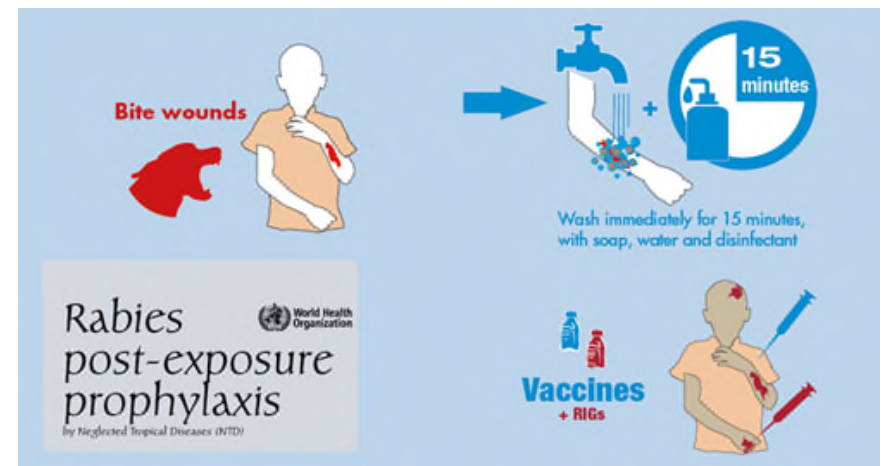 Bite wounds
15
minutes
Wash immediately for 15 minutes,
with soap, water and disinfectant
Rabies
post-exposure
prophylaxis
by Neglected Tropical Diseases (NTD)
World Health
Organization
Vaccines
+ RIGs